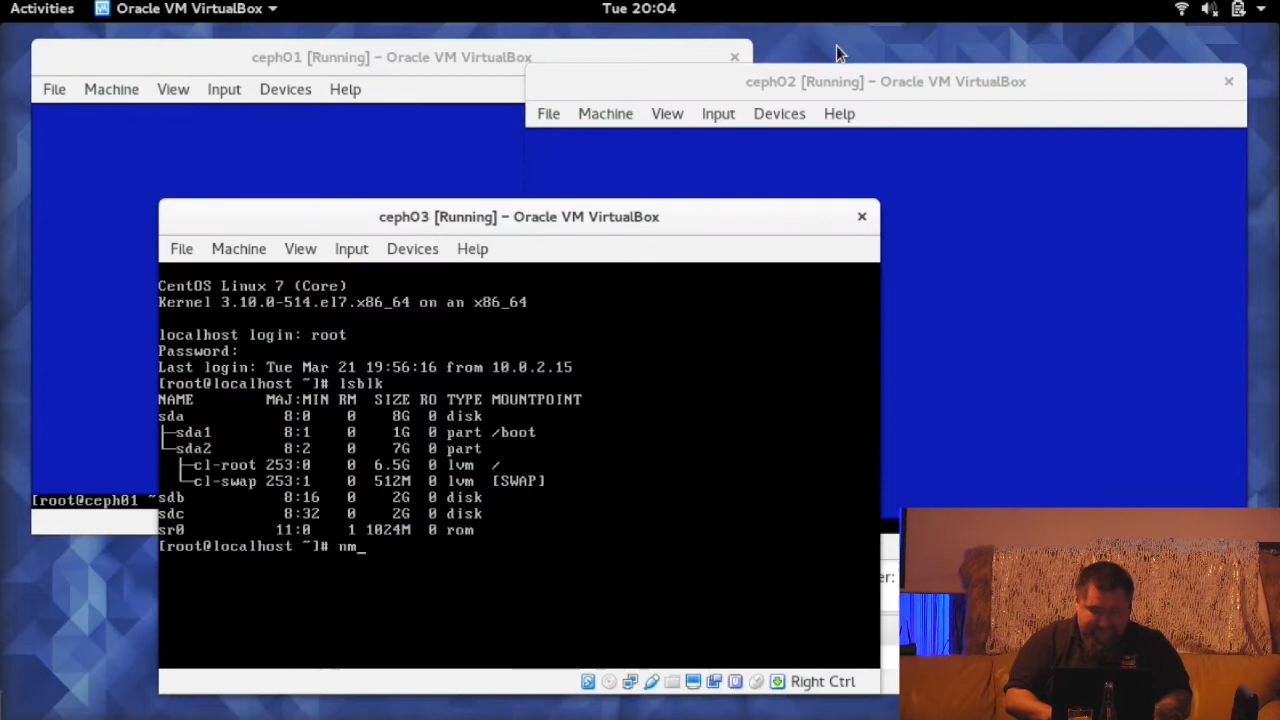 Activities Oracle VM VirtualBox Tue 20:04
ceph01 [Running] - Oracle VM VirtualBox
File Machine View Input Devices Help
ceph02 [Running] - Oracle VM VirtualBox
File Machine View Input Devices Help
ceph03 [Running] - Oracle VM VirtualBox
File Machine View Input Devices Help
CentOS Linux 7 (Core)
Kernel 3.10.0-514.el7.x86_64 on an x86_64
localhost login: root
Password:
Last login: Tue Mar 21 19:56:16 from 10.0.2.15
[root@localhost ~]# lsblk
NAME MAJ:MIN RM SIZE RO TYPE MOUNTPOINT
sda 8:0 0 8G 0 disk
├─sda1 8:1 0 1G 0 part /boot
└─sda2 8:2 0 7G 0 part
├─cl-root 253:0 0 6.5G 0 lvm /
└─cl-swap 253:1 0 512M 0 lvm [SWAP]
sdb 8:16 0 2G 0 disk
sdc 8:32 0 2G 0 disk
sr0 11:0 1 1024M 0 rom
[root@localhost ~]# nm_
[root@ceph01 ~
er:
Right Ctrl